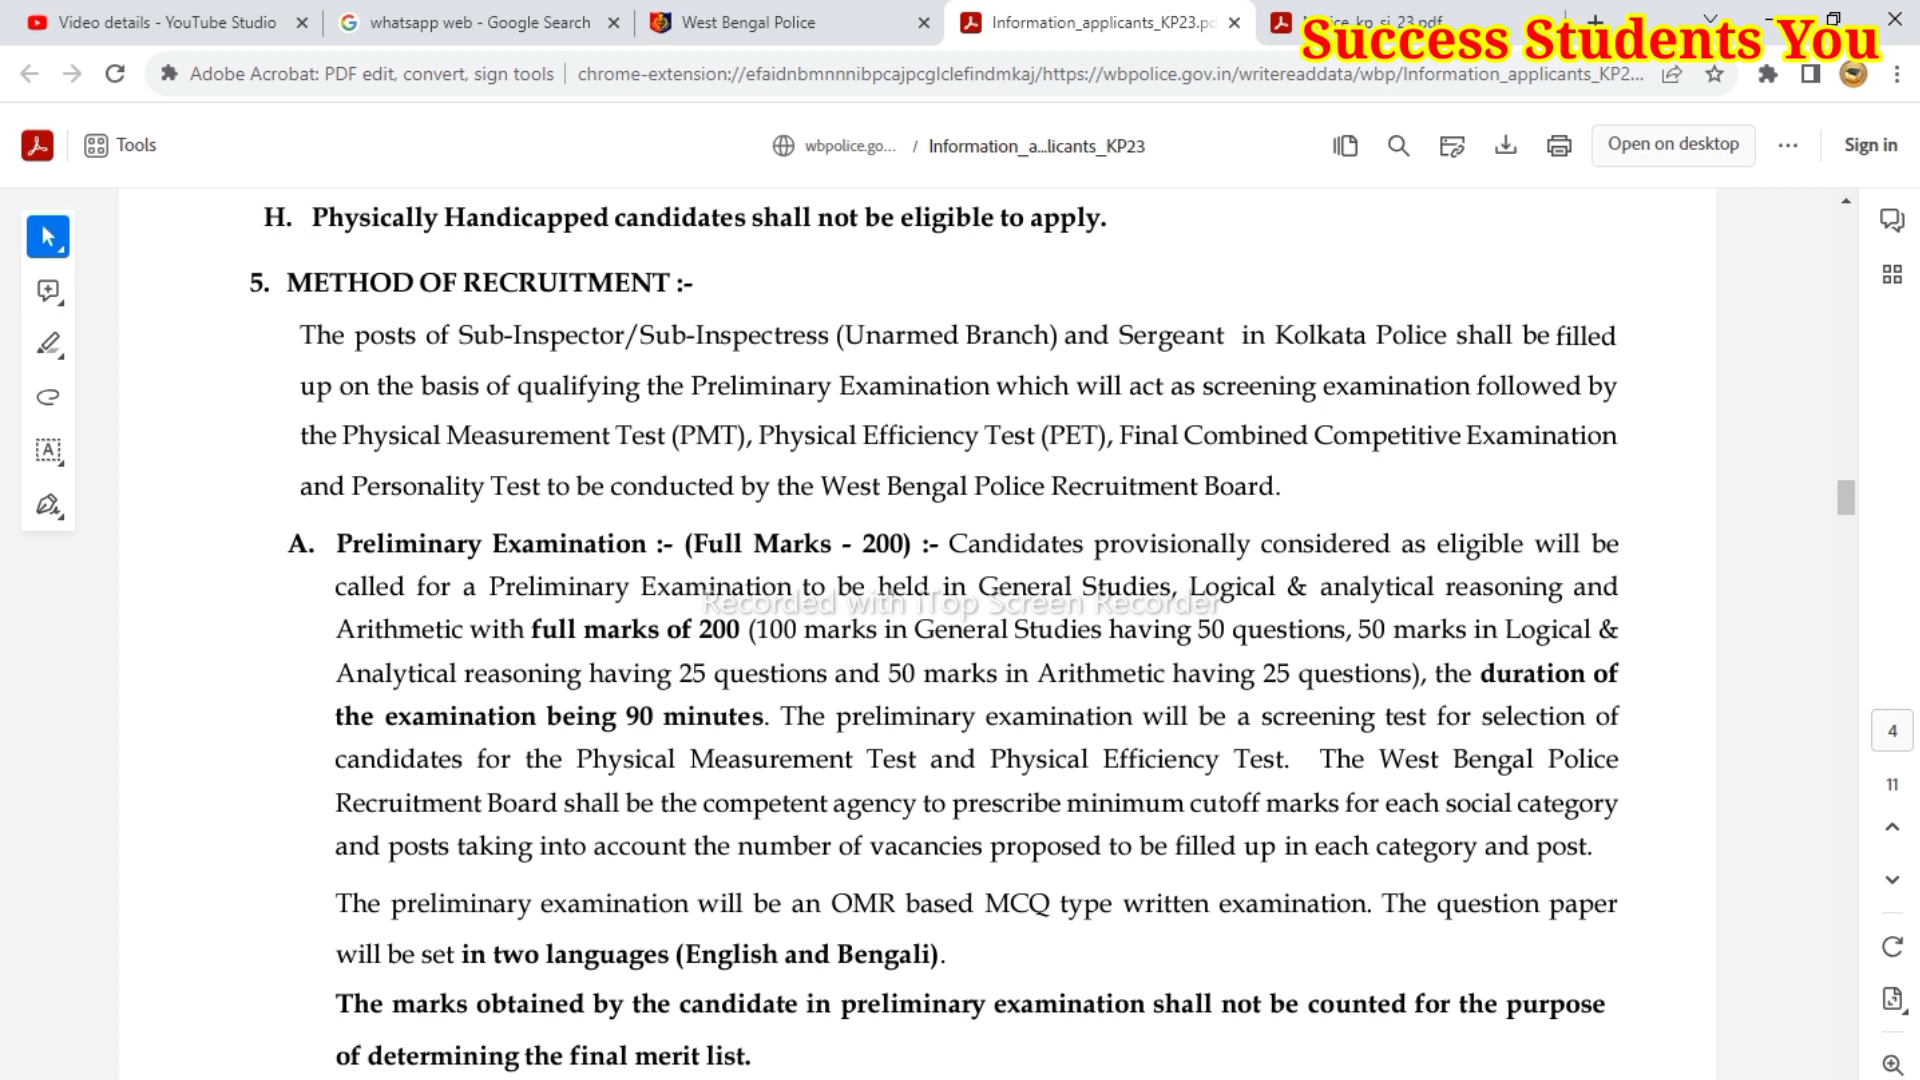 Video details - YouTube Studio
whatsapp web - Google Search
West Bengal Police
Information_applicants_KP23.pd
Success Students You
Adobe Acrobat: PDF edit, convert, sign tools
chrome-extension://efaidnbmnnnibpcajpcglclefindmkaj/https://wbpolice.gov.in/writereaddata/wbp/Information_applicants_KP2...
Tools
wbpolice.go... / Information_a...licants_KP23
Open on desktop
Sign in
H. Physically Handicapped candidates shall not be eligible to apply.
5. METHOD OF RECRUITMENT :-
The posts of Sub-Inspector/Sub-Inspectress (Unarmed Branch) and Sergeant in Kolkata Police shall be filled
up on the basis of qualifying the Preliminary Examination which will act as screening examination followed by
the Physical Measurement Test (PMT), Physical Efficiency Test (PET), Final Combined Competitive Examination
and Personality Test to be conducted by the West Bengal Police Recruitment Board.
A. Preliminary Examination :- (Full Marks - 200) :- Candidates provisionally considered as eligible will be
called for a Preliminary Examination to be held in General Studies, Logical & analytical reasoning and
Recorded with iTop Screen Recorder
Arithmetic with full marks of 200 (100 marks in General Studies having 50 questions, 50 marks in Logical &
Analytical reasoning having 25 questions and 50 marks in Arithmetic having 25 questions), the duration of
the examination being 90 minutes. The preliminary examination will be a screening test for selection of
candidates for the Physical Measurement Test and Physical Efficiency Test. The West Bengal Police
Recruitment Board shall be the competent agency to prescribe minimum cutoff marks for each social category
and posts taking into account the number of vacancies proposed to be filled up in each category and post.
The preliminary examination will be an OMR based MCQ type written examination. The question paper
will be set in two languages (English and Bengali).
The marks obtained by the candidate in preliminary examination shall not be counted for the purpose
of determining the final merit list.
4
11